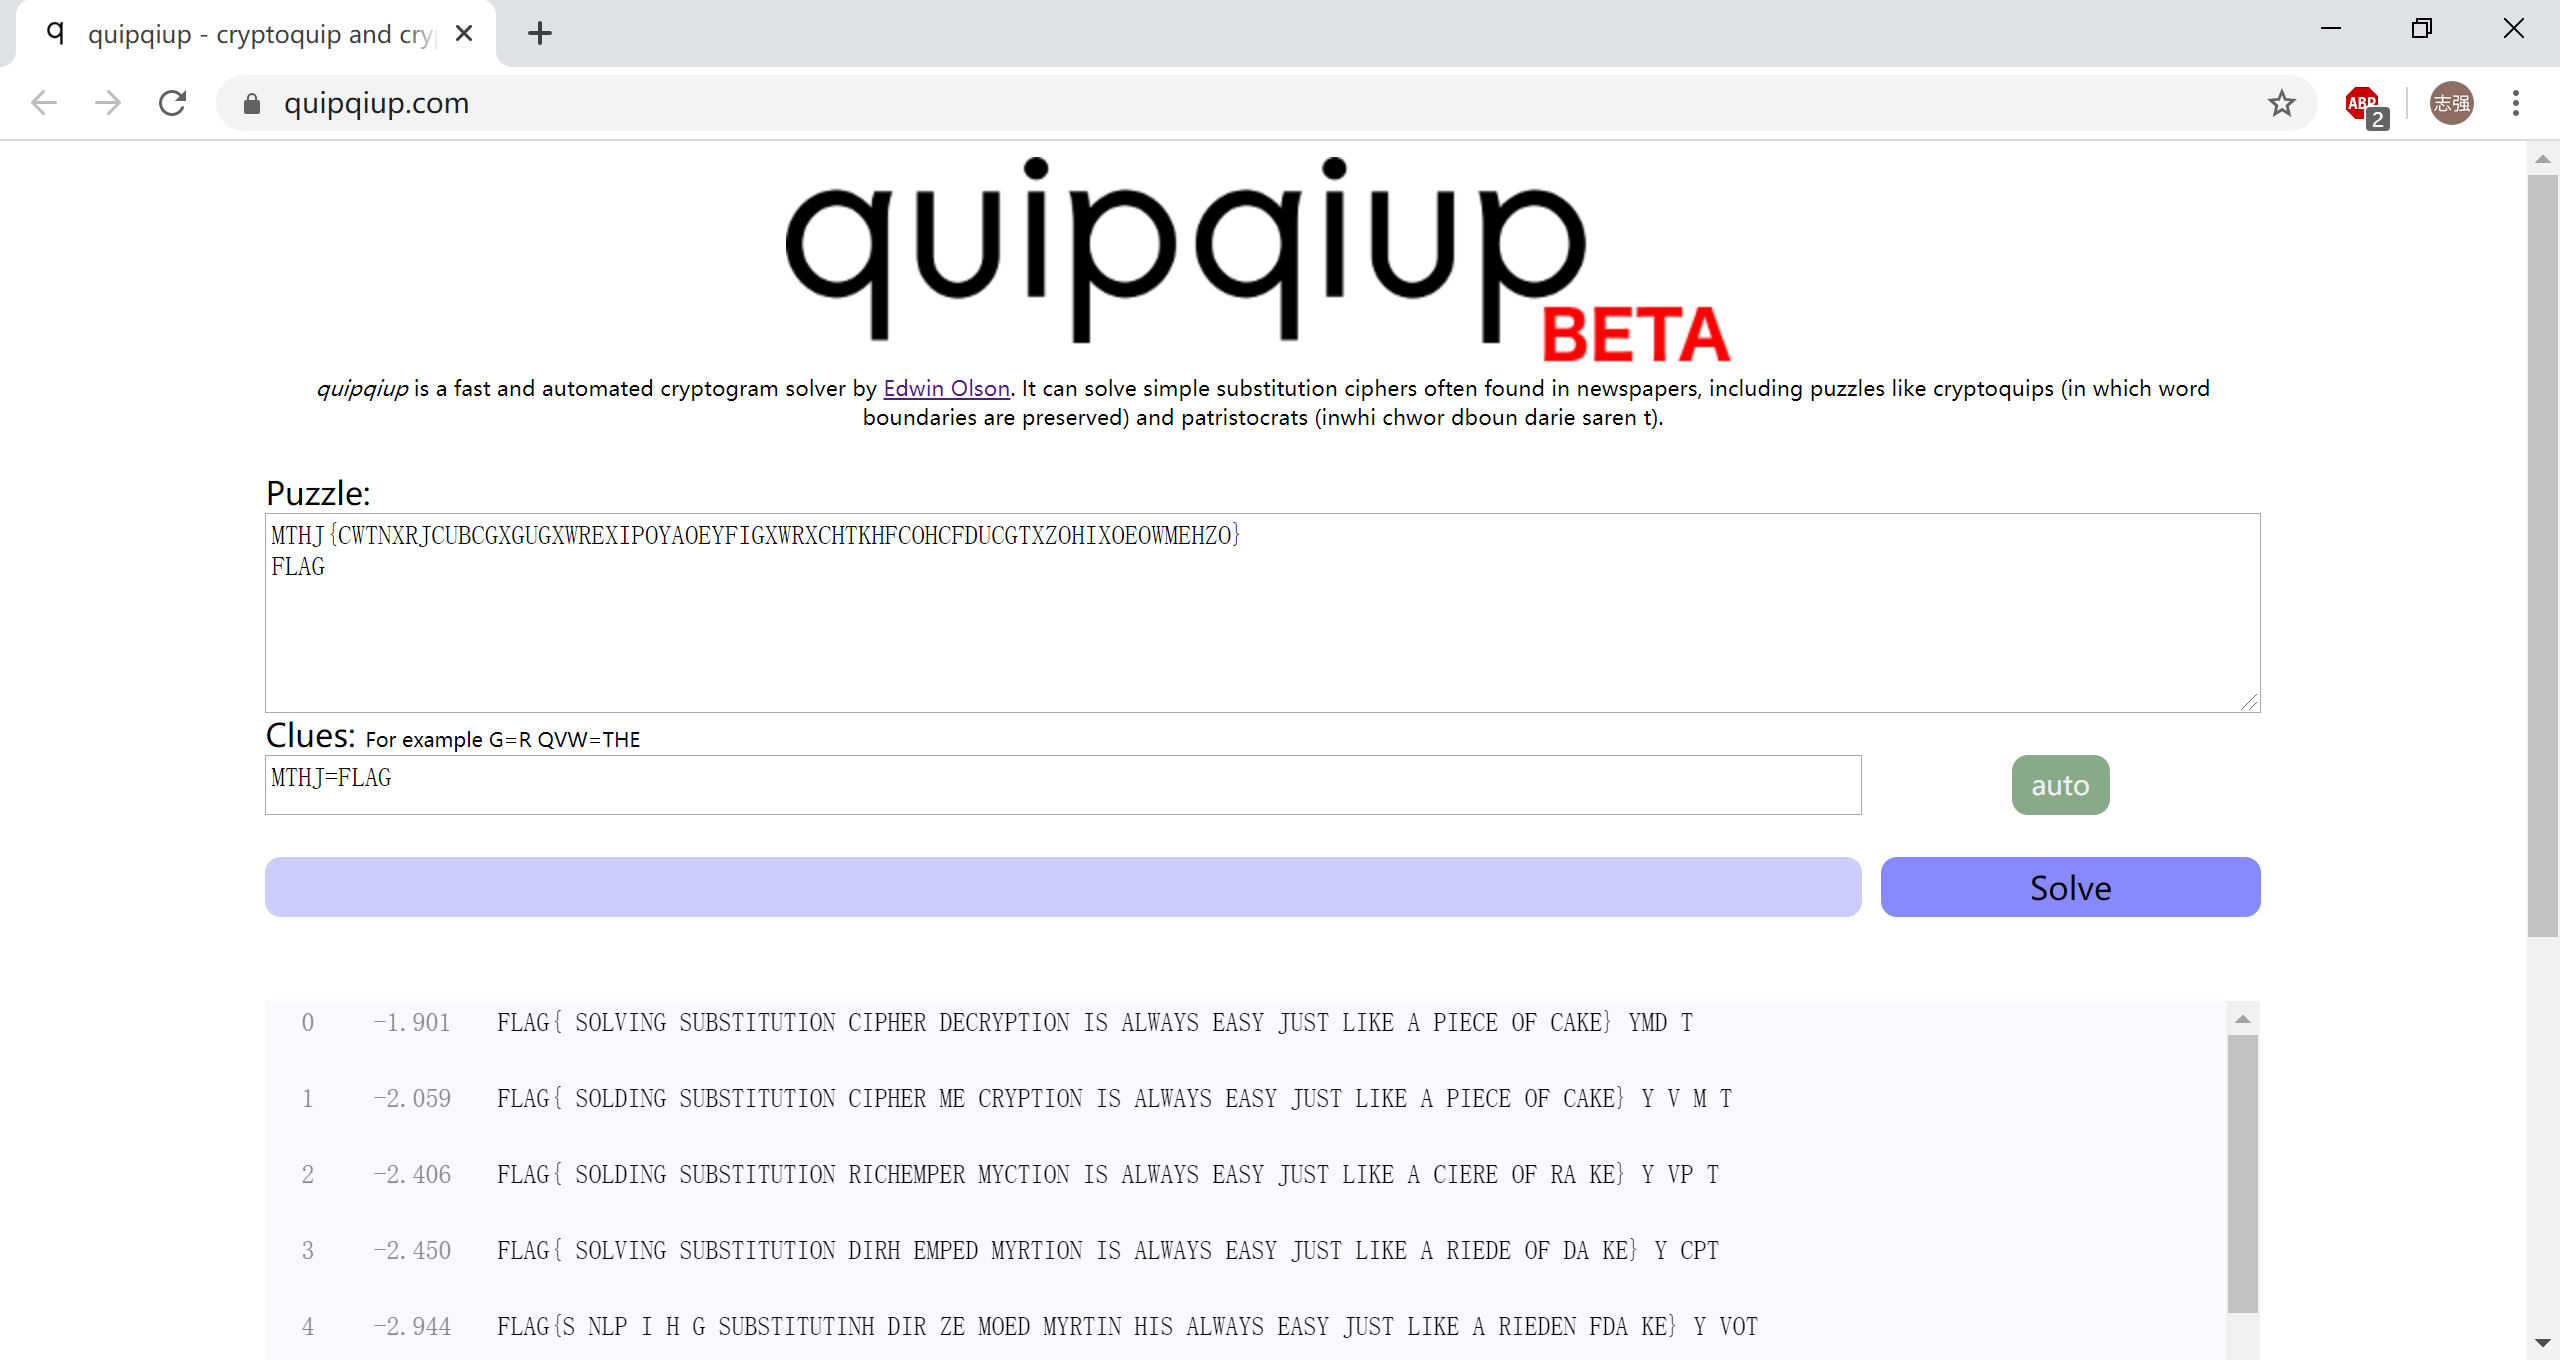 quipqiup - cryptoquip and cry
quipqiup.com
ABP
2
志强
quipqiup
BETA
quipqiup is a fast and automated cryptogram solver by Edwin Olson. It can solve simple substitution ciphers often found in newspapers, including puzzles like cryptoquips (in which word
boundaries are preserved) and patristocrats (inwhi chwor dboun darie saren t).
Puzzle:
MTHJ{CWTNXRJCUBCGXGUGXWREXIPOYAOEYFIGXWRXCHTKHFCOHCFDUCGTXZOHIXOEOWMEHZO}
FLAG
Clues: For example G=R QVW=THE
MTHJ=FLAG
auto
Solve
0 -1.901 FLAG{ SOLVING SUBSTITUTION CIPHER DECRYPTION IS ALWAYS EASY JUST LIKE A PIECE OF CAKE} YMD T
1 -2.059 FLAG{ SOLDING SUBSTITUTION CIPHER ME CRYPTION IS ALWAYS EASY JUST LIKE A PIECE OF CAKE} Y V M T
2 -2.406 FLAG{ SOLDING SUBSTITUTION RICHEMPER MYCTION IS ALWAYS EASY JUST LIKE A CIERE OF RA KE} Y VP T
3 -2.450 FLAG{ SOLVING SUBSTITUTION DIRH EMPED MYRTION IS ALWAYS EASY JUST LIKE A RIEDE OF DA KE} Y CPT
4 -2.944 FLAG{S NLP I H G SUBSTITUTINH DIR ZE MOED MYRTIN HIS ALWAYS EASY JUST LIKE A RIEDEN FDA KE} Y VOT